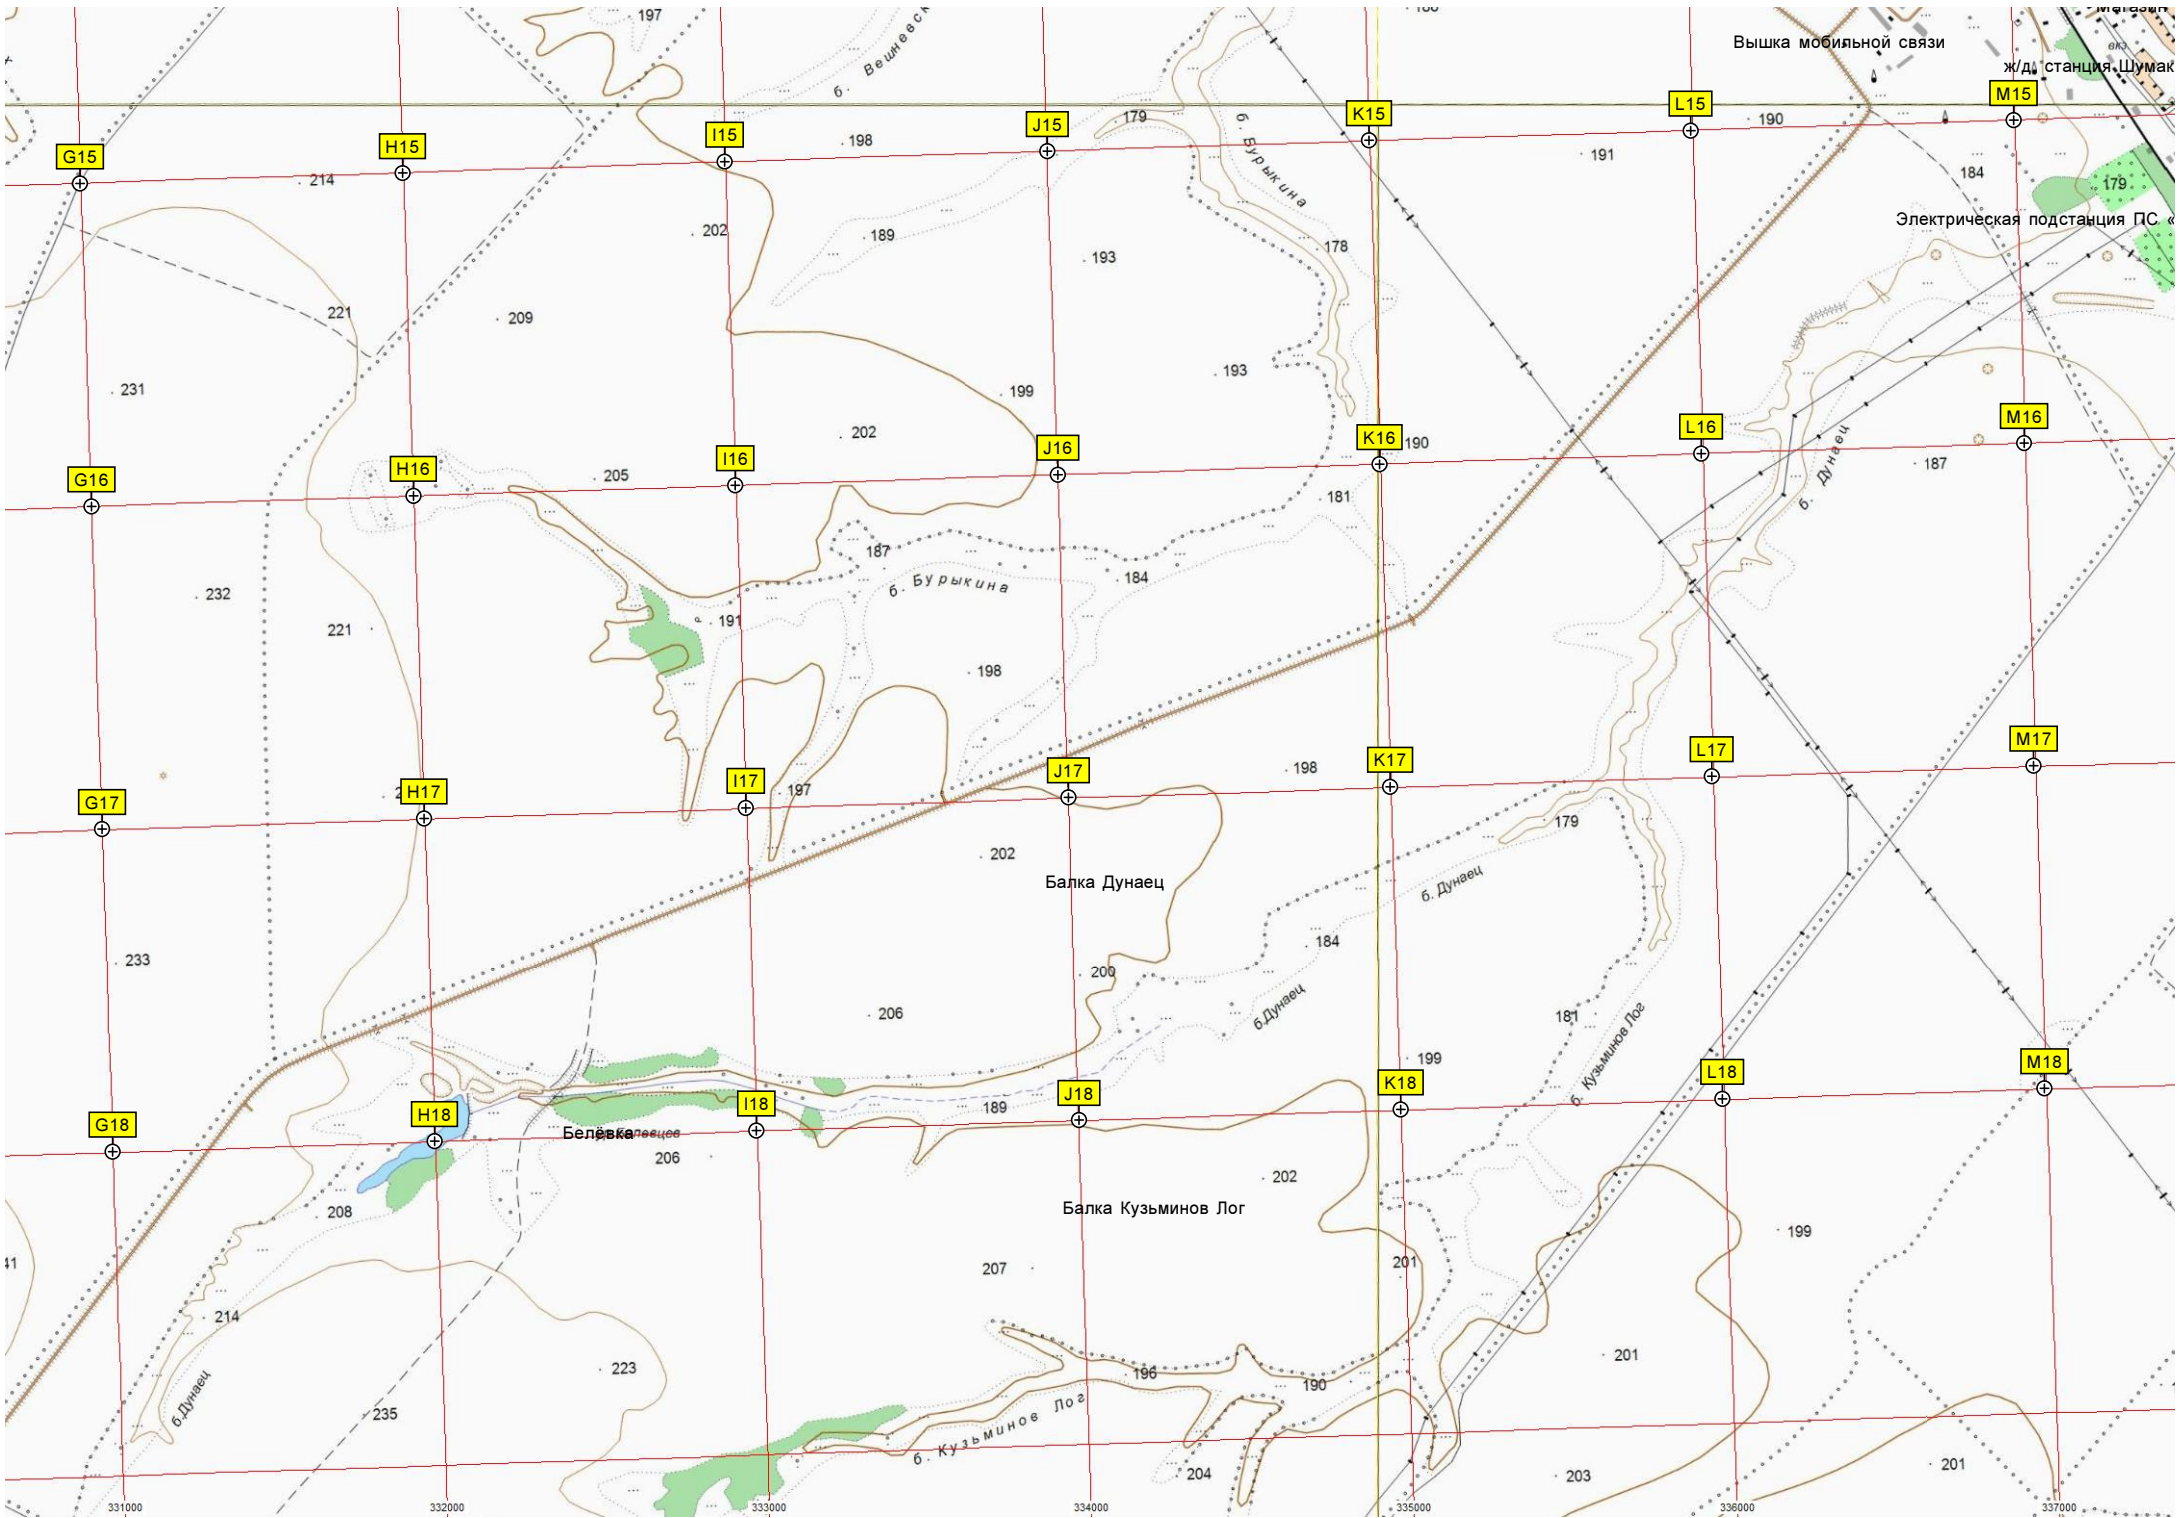 197
б. Вешневск
188
Магазин
Вышка мобильной связи
вкз
ж/д станция Шумак
M15
L15
190
K15
179
J15
I15
198
H15
G15
214
б. Бурыкина
191
184
179
Электрическая подстанция ПС «
202
189
178
193
221
209
231
199
193
202
M16
L16
K16
190
J16
I16
H16
G16
205
187
181
б. Дунаец
187
184
б. Бурыкина
232
191
221
198
M17
L17
K17
198
J17
I17
197
H17
G17
179
202
Балка Дунаец
б. Дунаец
184
233
200
206
б.Дунаец
181
б. Кузьминов Лог
199
M18
L18
K18
J18
189
I18
H18
G18
Белёвка
206
202
208
Балка Кузьминов Лог
199
41
207
201
214
223
196
190
201
б.Дунаец
235
б. Кузьминов Лог
204
203
201
331000
332000
333000
334000
335000
336000
337000